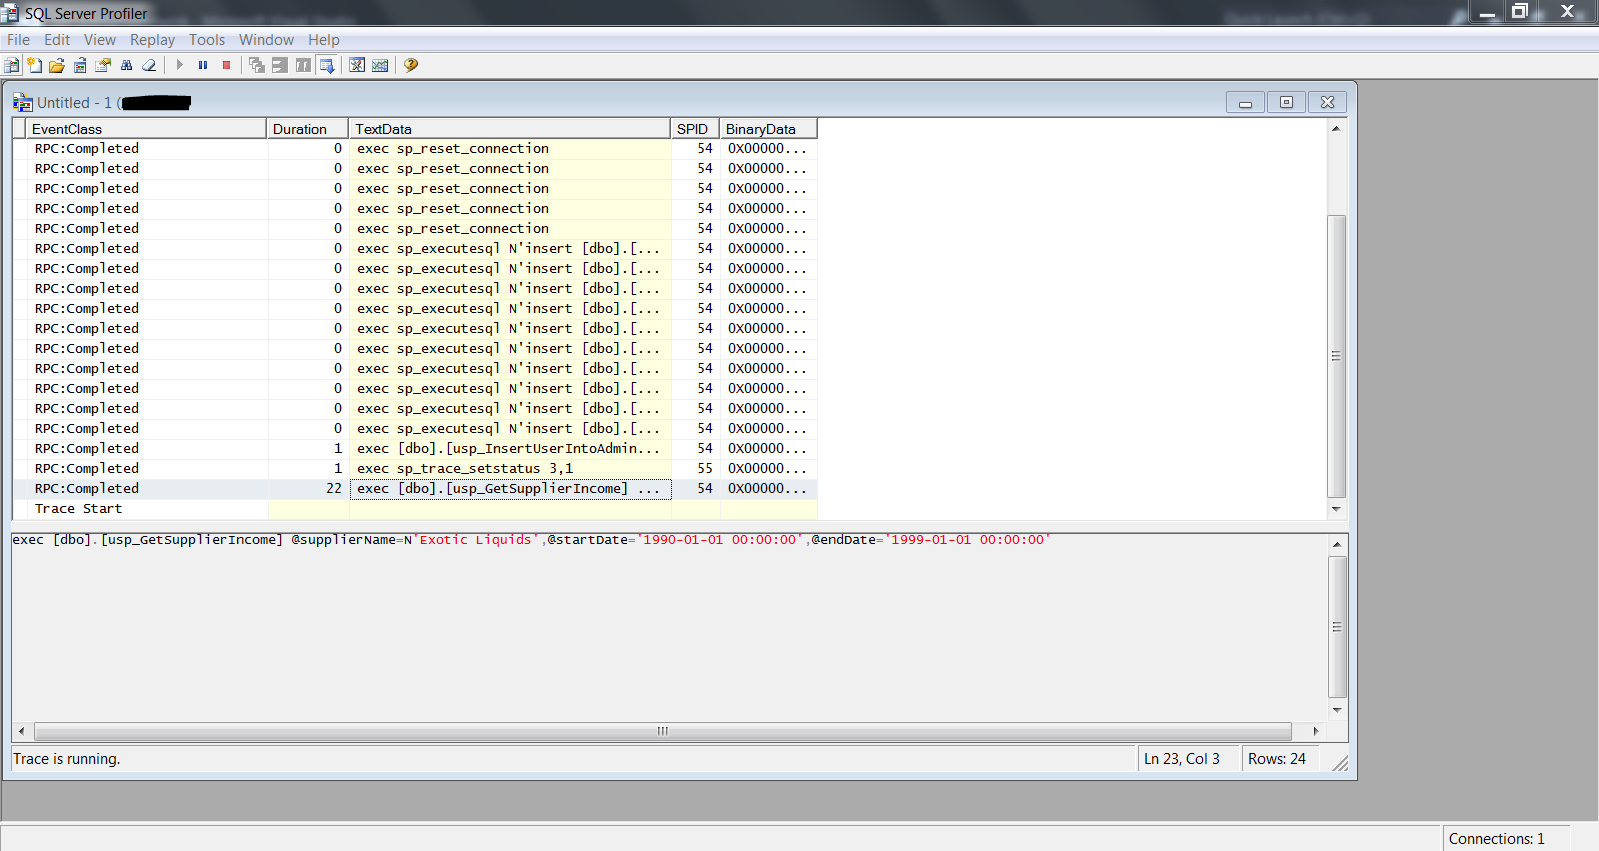 SQL Server Profiler
File Edit View Replay Tools Window Help
Untitled - 1 (
EventClass Duration TextData SPID BinaryData
RPC:Completed 0 exec sp_reset_connection 54 0X00000...
RPC:Completed 0 exec sp_reset_connection 54 0X00000...
RPC:Completed 0 exec sp_reset_connection 54 0X00000...
RPC:Completed 0 exec sp_reset_connection 54 0X00000...
RPC:Completed 0 exec sp_reset_connection 54 0X00000...
RPC:Completed 0 exec sp_executesql N'insert [dbo].[... 54 0X00000...
RPC:Completed 0 exec sp_executesql N'insert [dbo].[... 54 0X00000...
RPC:Completed 0 exec sp_executesql N'insert [dbo].[... 54 0X00000...
RPC:Completed 0 exec sp_executesql N'insert [dbo].[... 54 0X00000...
RPC:Completed 0 exec sp_executesql N'insert [dbo].[... 54 0X00000...
RPC:Completed 0 exec sp_executesql N'insert [dbo].[... 54 0X00000...
RPC:Completed 0 exec sp_executesql N'insert [dbo].[... 54 0X00000...
RPC:Completed 0 exec sp_executesql N'insert [dbo].[... 54 0X00000...
RPC:Completed 0 exec sp_executesql N'insert [dbo].[... 54 0X00000...
RPC:Completed 0 exec sp_executesql N'insert [dbo].[... 54 0X00000...
RPC:Completed 1 exec [dbo].[usp_InsertUserIntoAdmin... 54 0X00000...
RPC:Completed 1 exec sp_trace_setstatus 3,1 55 0X00000...
RPC:Completed 22 exec [dbo].[usp_GetSupplierIncome] ... 54 0X00000...
Trace Start
exec [dbo].[usp_GetSupplierIncome] @supplierName=N'Exotic Liquids',@startDate='1990-01-01 00:00:00',@endDate='1999-01-01 00:00:00'
Trace is running. Ln 23, Col 3 Rows: 24
Connections: 1